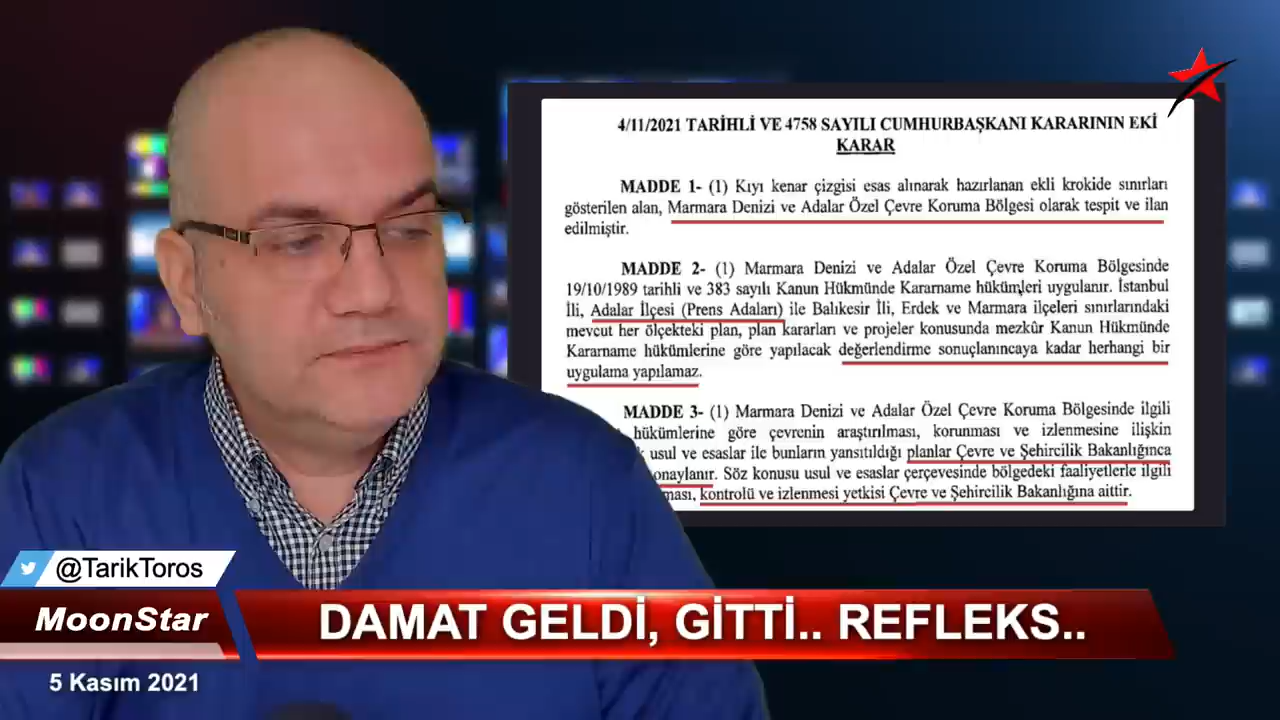 4/11/2021 TARİHLİ VE 4758 SAYILI CUMHURBAŞKANI KARARININ EKİ
KARAR
MADDE 1- (1) Kıyı kenar çizgisi esas alınarak hazırlanan ekli krokide sınırları
gösterilen alan, Marmara Denizi ve Adalar Özel Çevre Koruma Bölgesi olarak tespit ve ilan
edilmiştir.
MADDE 2- (1) Marmara Denizi ve Adalar Özel Çevre Koruma Bölgesinde
19/10/1989 tarihli ve 383 sayılı Kanun Hükmünde Kararname hükümleri uygulanır. İstanbul
İli, Adalar İlçesi (Prens Adaları) ile Balıkesir İli, Erdek ve Marmara ilçeleri sınırlarındaki
mevcut her ölçekteki plan, plan kararları ve projeler konusunda mezkûr Kanun Hükmünde
Kararname hükümlerine göre yapılacak değerlendirme sonuçlanıncaya kadar herhangi bir
uygulama yapılamaz.
MADDE 3- (1) Marmara Denizi ve Adalar Özel Çevre Koruma Bölgesinde ilgili
hükümlerine göre çevrenin araştırılması, korunması ve izlenmesine ilişkin
usul ve esaslar ile bunların yansıtıldığı planlar Çevre ve Şehircilik Bakanlığınca
onaylanır. Söz konusu usul ve esaslar çerçevesinde bölgedeki faaliyetlerle ilgili
kontrolü ve izlenmesi yetkisi Çevre ve Şehircilik Bakanlığına aittir.
@TarikToros
MoonStar
DAMAT GELDİ, GİTTİ.. REFLEKS..
5 Kasım 2021